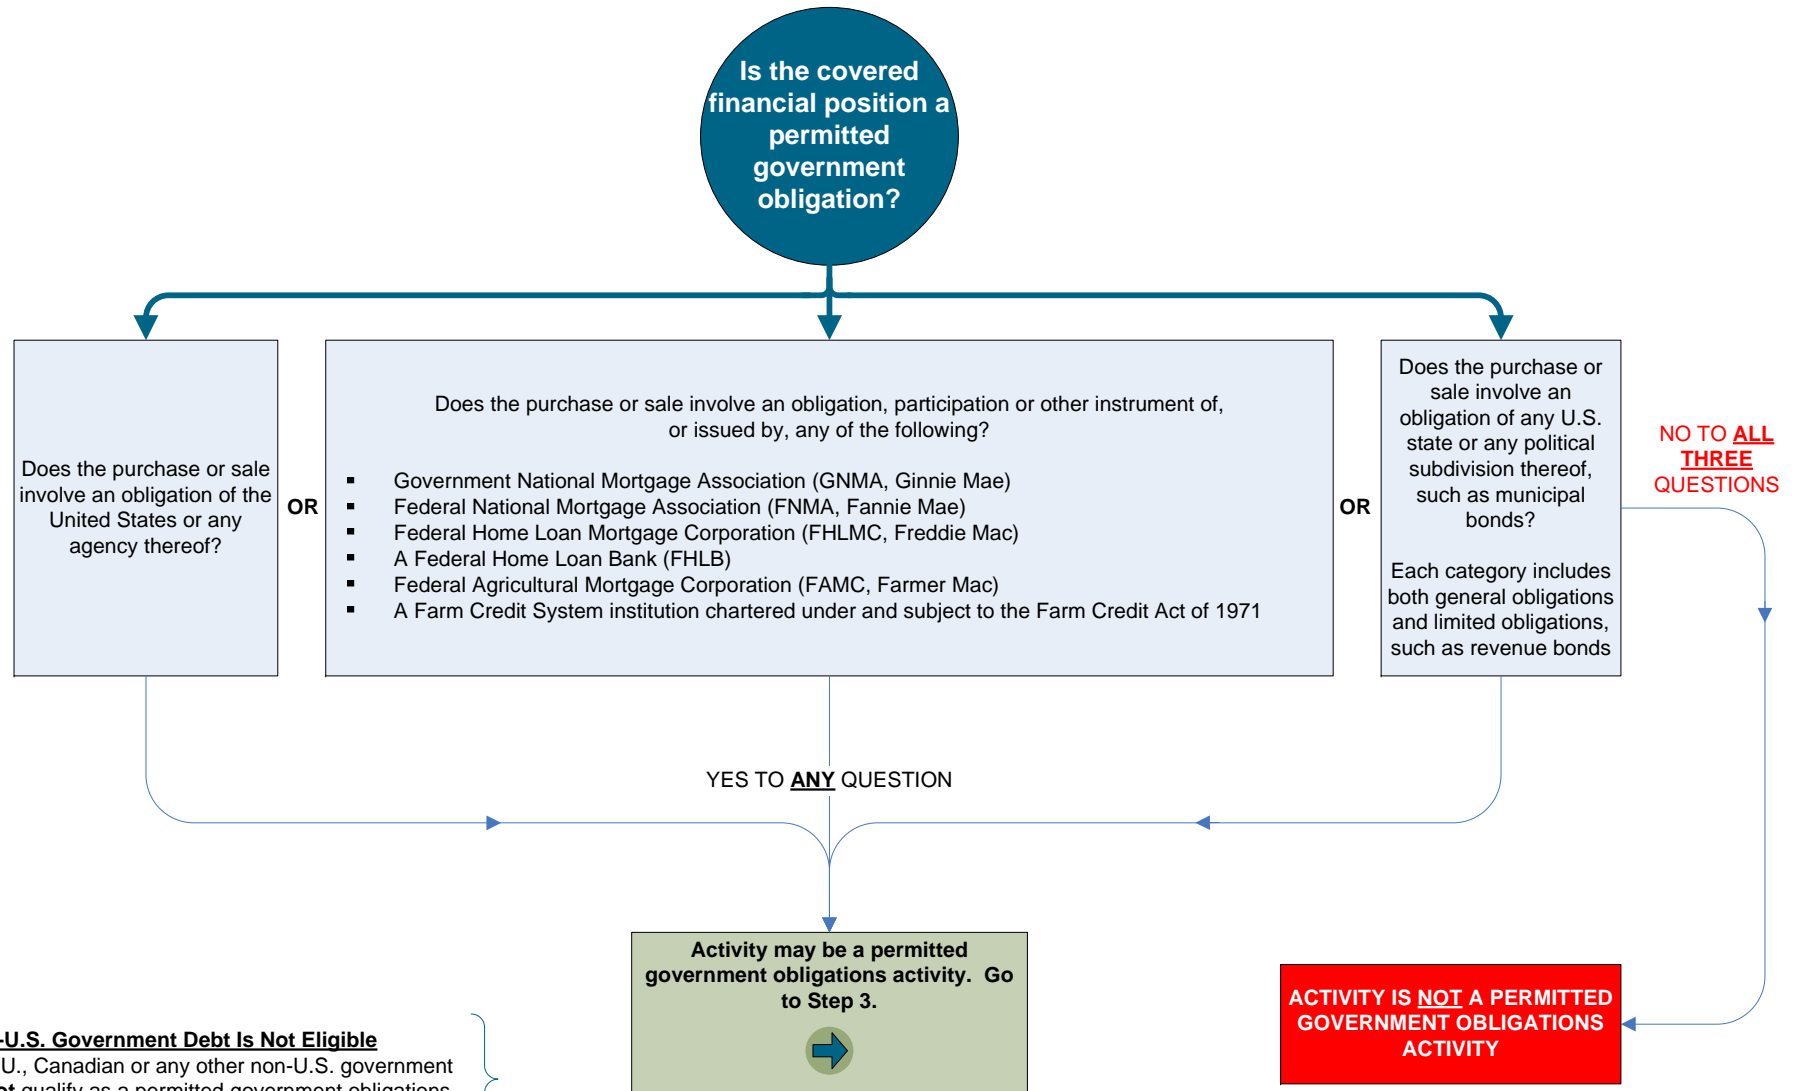 Is the covered
financial position a
permitted
government
obligation?
Does the purchase or sale
involve an obligation of the
United States or any
agency thereof?
OR
Does the purchase or sale involve an obligation, participation or other instrument of,
or issued by, any of the following?
▪ Government National Mortgage Association (GNMA, Ginnie Mae)
▪ Federal National Mortgage Association (FNMA, Fannie Mae)
▪ Federal Home Loan Mortgage Corporation (FHLMC, Freddie Mac)
▪ A Federal Home Loan Bank (FHLB)
▪ Federal Agricultural Mortgage Corporation (FAMC, Farmer Mac)
▪ A Farm Credit System institution chartered under and subject to the Farm Credit Act of 1971
OR
Does the purchase or
sale involve an
obligation of any U.S.
state or any political
subdivision thereof,
such as municipal
bonds?
Each category includes
both general obligations
and limited obligations,
such as revenue bonds
NO TO ALL
THREE
QUESTIONS
YES TO ANY QUESTION
Activity may be a permitted
government obligations activity. Go
to Step 3.
ACTIVITY IS NOT A PERMITTED
GOVERNMENT OBLIGATIONS
ACTIVITY
-U.S. Government Debt Is Not Eligible
U., Canadian or any other non-U.S. government
qualify as a permitted government obligations